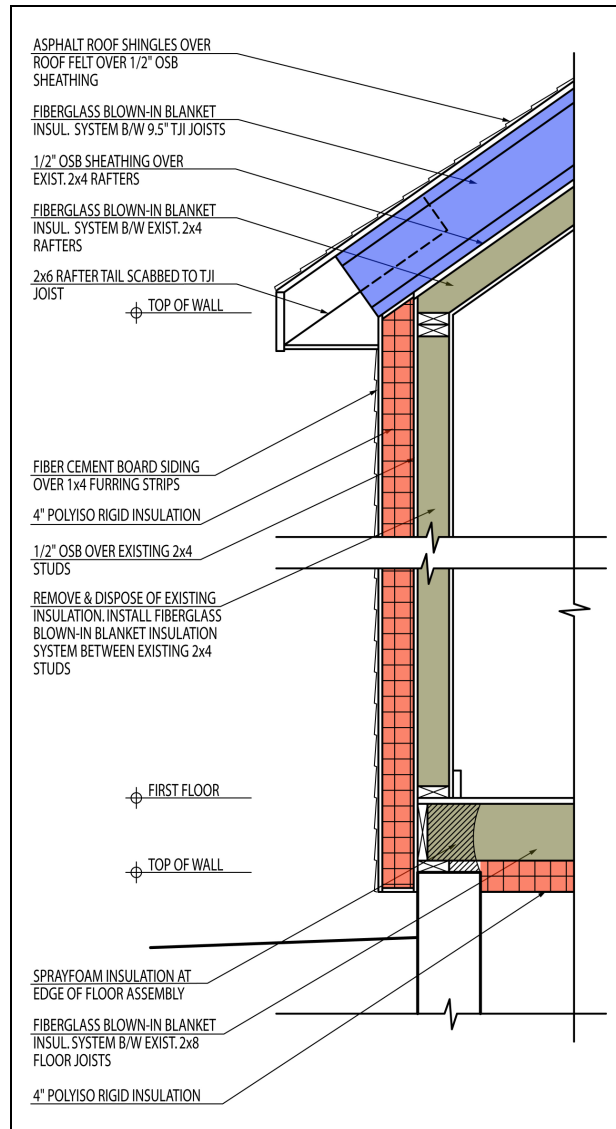 ASPHALT ROOF SHINGLES OVER
ROOF FELT OVER 1/2" OSB
SHEATHING
FIBERGLASS BLOWN-IN BLANKET
INSUL. SYSTEM B/W 9.5" TJI JOISTS
1/2" OSB SHEATHING OVER
EXIST. 2x4 RAFTERS
FIBERGLASS BLOWN-IN BLANKET
INSUL. SYSTEM B/W EXIST. 2x4
RAFTERS
2x6 RAFTER TAIL SCABBED TO TJI
JOIST
TOP OF WALL
FIBER CEMENT BOARD SIDING
OVER 1x4 FURRING STRIPS
4" POLYISO RIGID INSULATION
1/2" OSB OVER EXISTING 2x4
STUDS
REMOVE & DISPOSE OF EXISTING
INSULATION. INSTALL FIBERGLASS
BLOWN-IN BLANKET INSULATION
SYSTEM BETWEEN EXISTING 2x4
STUDS
FIRST FLOOR
TOP OF WALL
SPRAYFOAM INSULATION AT
EDGE OF FLOOR ASSEMBLY
FIBERGLASS BLOWN-IN BLANKET
INSUL. SYSTEM B/W EXIST. 2x8
FLOOR JOISTS
4" POLYISO RIGID INSULATION